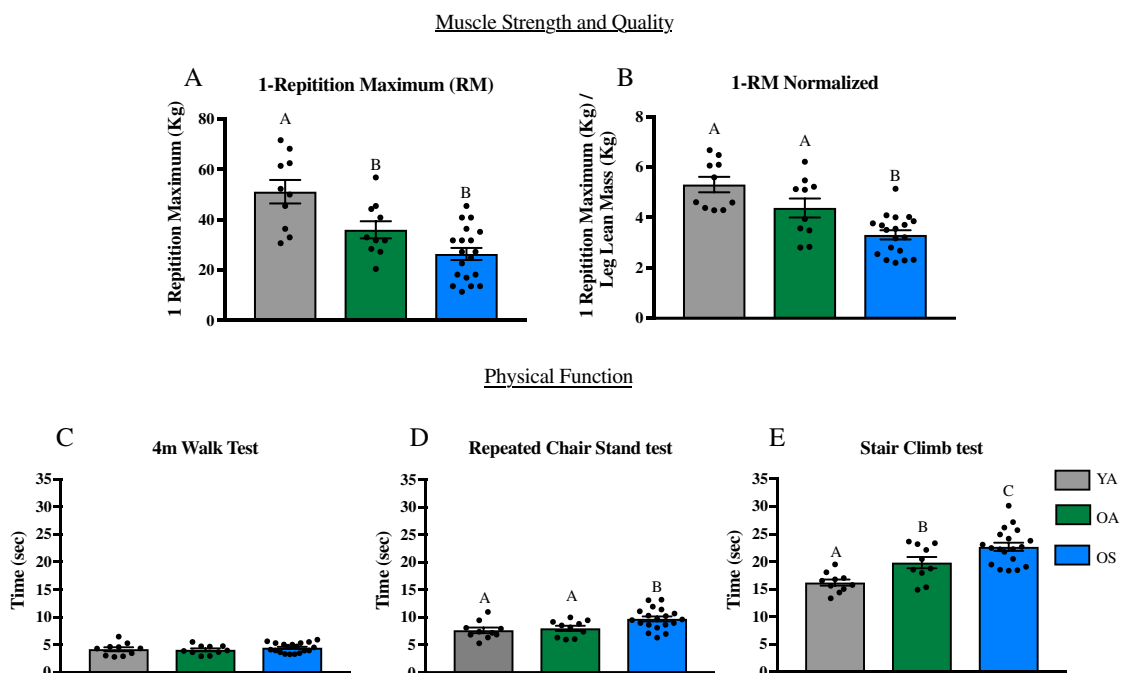 Muscle Strength and Quality
A
1-Repitition Maximum (RM)
1 Repitition Maximum (Kg)
80
60
40
20
0
A
B
B
B
1-RM Normalized
1 Repitition Maximum (Kg) /
Leg Lean Mass (Kg)
8
6
4
2
0
A
A
B
Physical Function
C
4m Walk Test
Time (sec)
35
30
25
20
15
10
5
0
D
Repeated Chair Stand test
Time (sec)
35
30
25
20
15
10
5
0
A
A
B
E
Stair Climb test
Time (sec)
35
30
25
20
15
10
5
0
A
B
C
YA
OA
OS